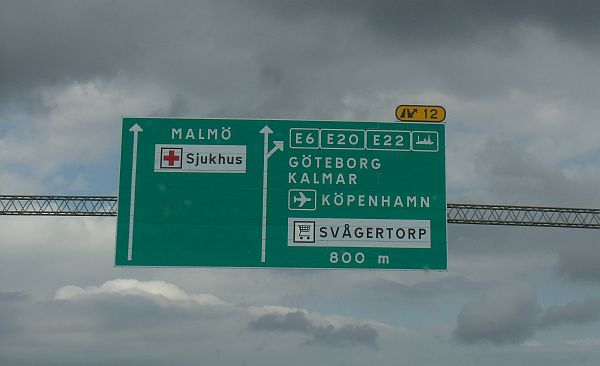 12
MALMÖ
Sjukhus
E6 E20 E22
GÖTEBORG
KALMAR
KÖPENHAMN
SVÅGERTORP
800 m